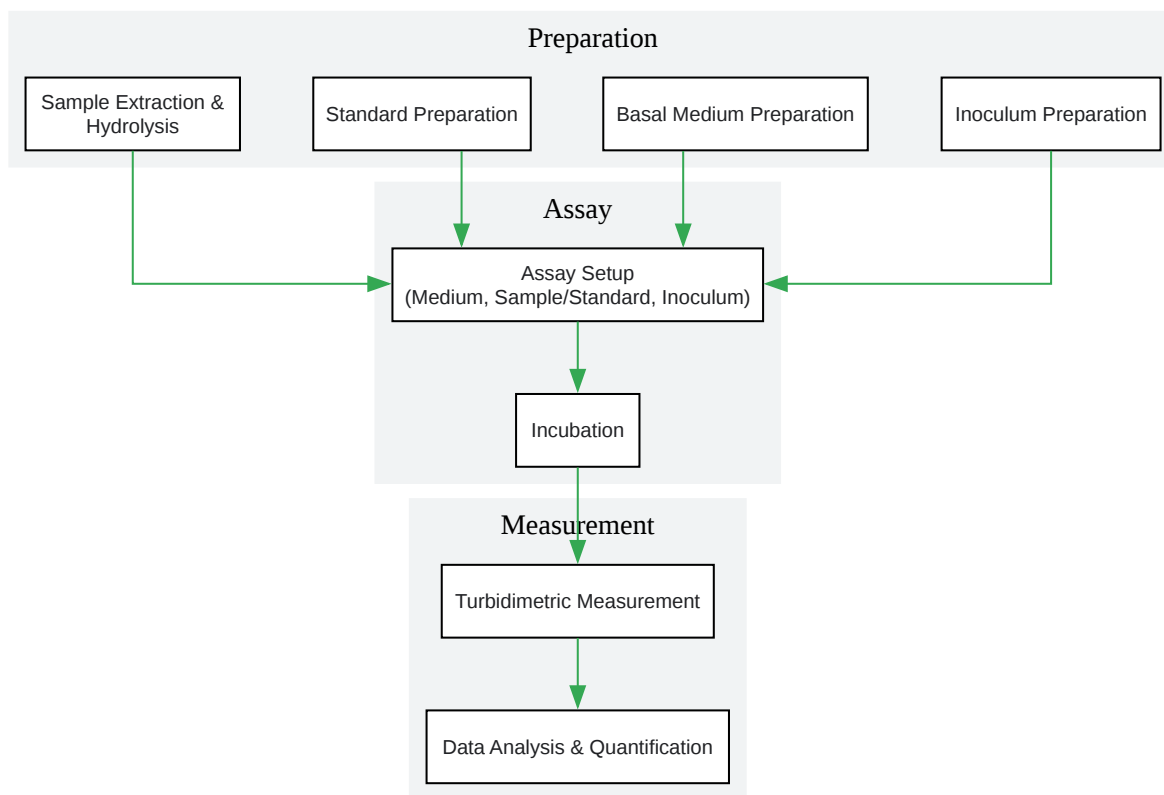 Preparation
Sample Extraction &
Hydrolysis
Standard Preparation
Basal Medium Preparation
Inoculum Preparation
Assay
Assay Setup
(Medium, Sample/Standard, Inoculum)
Incubation
Measurement
Turbidimetric Measurement
Data Analysis & Quantification